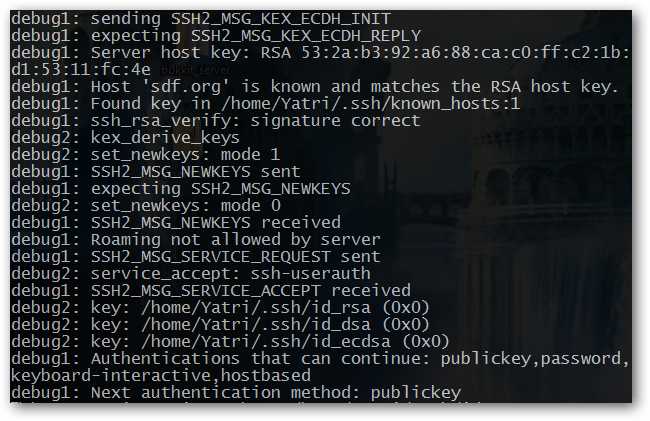 debug1: sending SSH2_MSG_KEX_ECDH_INIT
debug1: expecting SSH2_MSG_KEX_ECDH_REPLY
debug1: Server host key: RSA 53:2a:b3:92:a6:88:ca:c0:ff:c2:1b:
d1:53:11:fc:4e
bukkit_server
debug1: Host 'sdf.org' is known and matches the RSA host key.
debug1: Found key in /home/Yatri/.ssh/known_hosts:1
debug1: ssh_rsa_verify: signature correct
debug2: kex_derive_keys
debug2: set_newkeys: mode 1
debug1: SSH2_MSG_NEWKEYS sent
debug1: expecting SSH2_MSG_NEWKEYS
debug2: set_newkeys: mode 0
debug1: SSH2_MSG_NEWKEYS received
debug1: Roaming not allowed by server
debug1: SSH2_MSG_SERVICE_REQUEST sent
debug2: service_accept: ssh-userauth
debug1: SSH2_MSG_SERVICE_ACCEPT received
debug2: key: /home/Yatri/.ssh/id_rsa (0x0)
debug2: key: /home/Yatri/.ssh/id_dsa (0x0)
debug2: key: /home/Yatri/.ssh/id_ecdsa (0x0)
debug1: Authentications that can continue: publickey,password,
keyboard-interactive,hostbased
debug1: Next authentication method: publickey